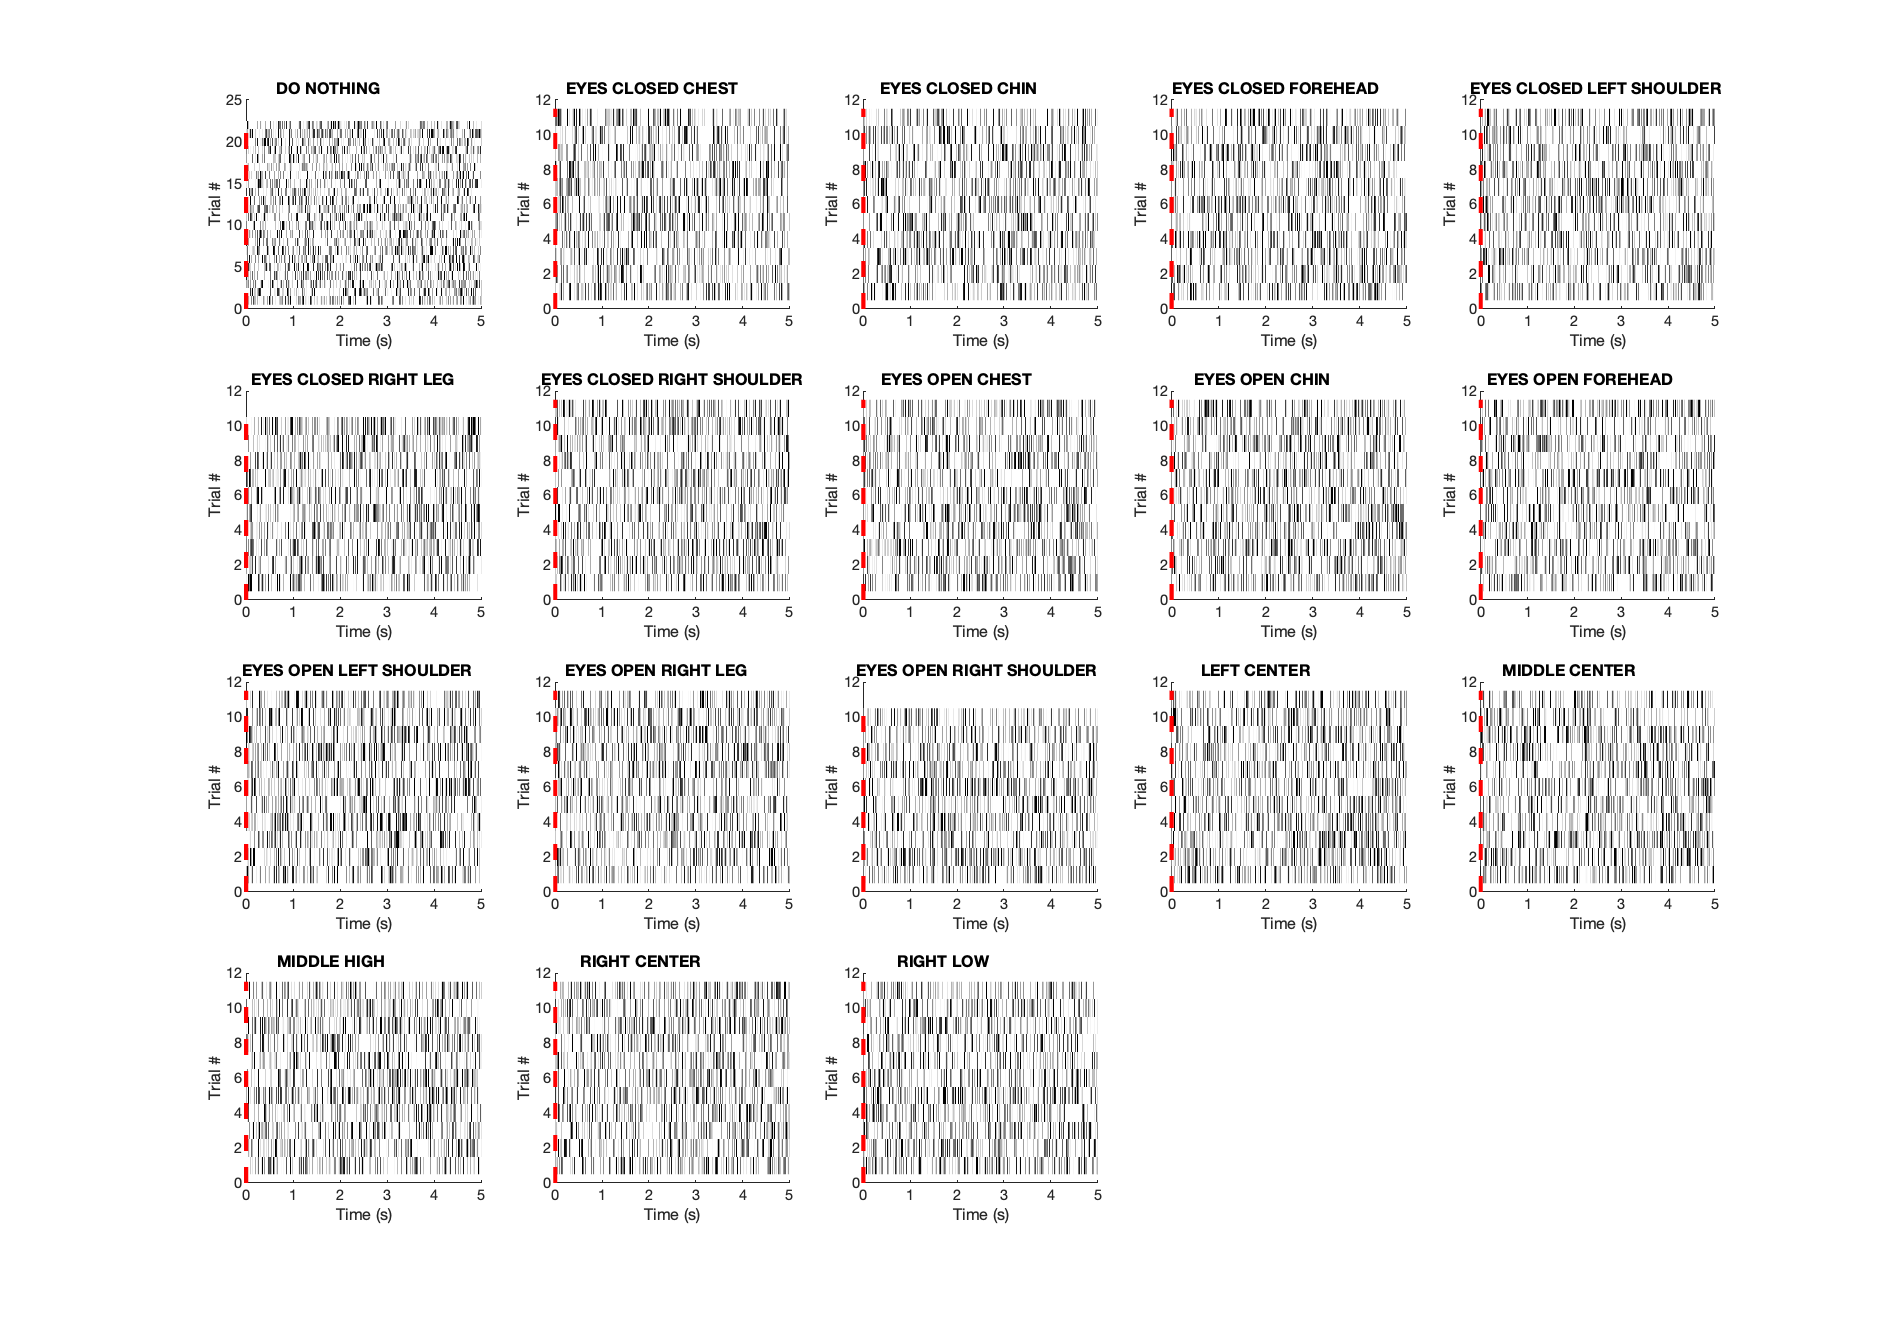 DO NOTHING
25
20
15
10
5
0
Trial #
0 1 2 3 4 5
Time (s)
EYES CLOSED CHEST
12
10
8
6
4
2
0
Trial #
0 1 2 3 4 5
Time (s)
EYES CLOSED CHIN
12
10
8
6
4
2
0
Trial #
0 1 2 3 4 5
Time (s)
EYES CLOSED FOREHEAD
12
10
8
6
4
2
0
Trial #
0 1 2 3 4 5
Time (s)
EYES CLOSED LEFT SHOULDER
12
10
8
6
4
2
0
Trial #
0 1 2 3 4 5
Time (s)
EYES CLOSED RIGHT LEG
12
10
8
6
4
2
0
Trial #
0 1 2 3 4 5
Time (s)
EYES CLOSED RIGHT SHOULDER
12
10
8
6
4
2
0
Trial #
0 1 2 3 4 5
Time (s)
EYES OPEN CHEST
12
10
8
6
4
2
0
Trial #
0 1 2 3 4 5
Time (s)
EYES OPEN CHIN
12
10
8
6
4
2
0
Trial #
0 1 2 3 4 5
Time (s)
EYES OPEN FOREHEAD
12
10
8
6
4
2
0
Trial #
0 1 2 3 4 5
Time (s)
EYES OPEN LEFT SHOULDER
12
10
8
6
4
2
0
Trial #
0 1 2 3 4 5
Time (s)
EYES OPEN RIGHT LEG
12
10
8
6
4
2
0
Trial #
0 1 2 3 4 5
Time (s)
EYES OPEN RIGHT SHOULDER
12
10
8
6
4
2
0
Trial #
0 1 2 3 4 5
Time (s)
LEFT CENTER
12
10
8
6
4
2
0
Trial #
0 1 2 3 4 5
Time (s)
MIDDLE CENTER
12
10
8
6
4
2
0
Trial #
0 1 2 3 4 5
Time (s)
MIDDLE HIGH
12
10
8
6
4
2
0
Trial #
0 1 2 3 4 5
Time (s)
RIGHT CENTER
12
10
8
6
4
2
0
Trial #
0 1 2 3 4 5
Time (s)
RIGHT LOW
12
10
8
6
4
2
0
Trial #
0 1 2 3 4 5
Time (s)